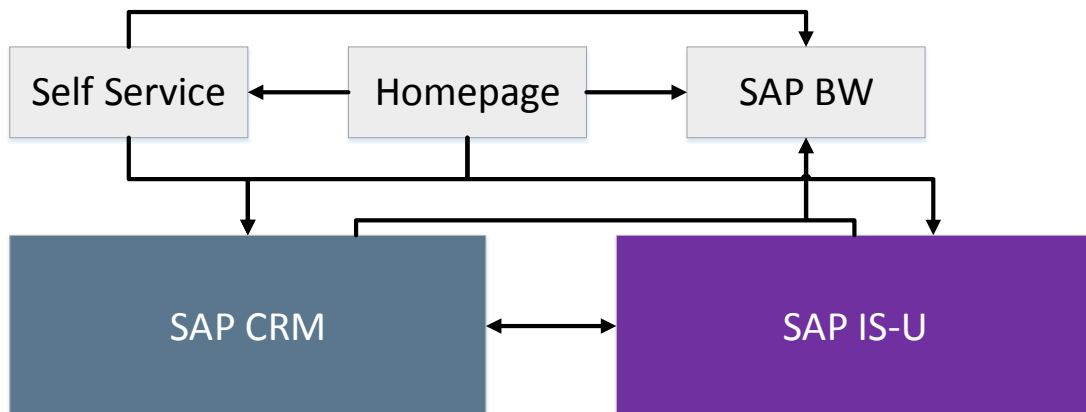 Self Service
Homepage
SAP BW
SAP CRM
SAP IS-U